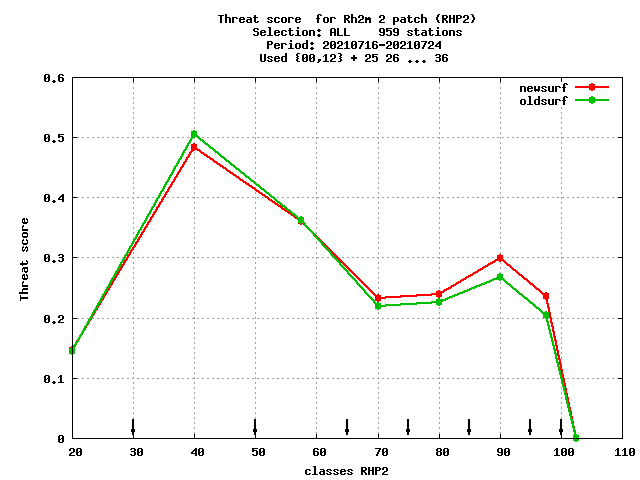 Threat score  for Rh2m 2 patch (RHP2)
Selection: ALL    959 stations
Period: 20210716-20210724
Used {00,12} + 25 26 ... 36
newsurf
oldsurf
0.6
0.5
0.4
0.3
0.2
0.1
0
Threat score
20 30 40 50 60 70 80 90 100 110
classes RHP2